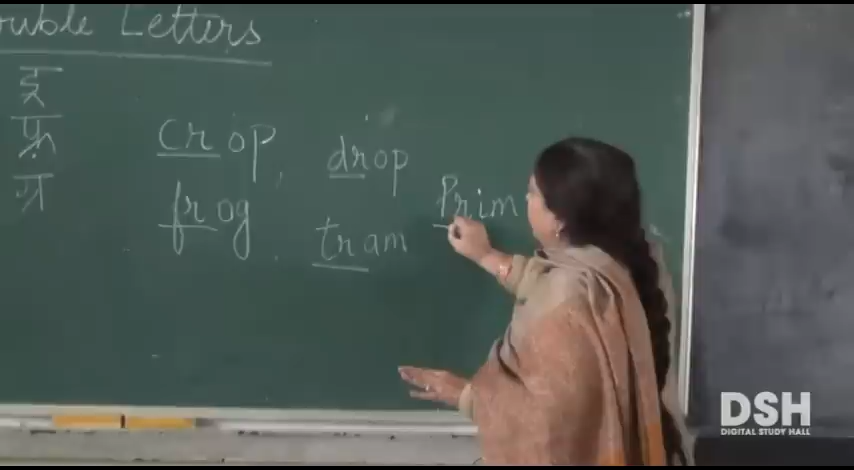 uble Letters
ड्र
फ्र
ग्र
crop, drop
frog, tram
Prim
DSH
DIGITAL STUDY HALL